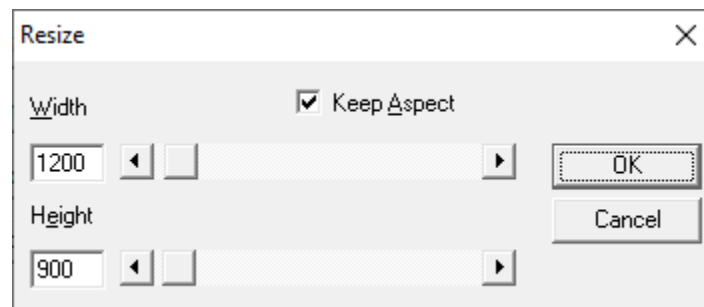 Resize
Width
Keep Aspect
1200
OK
Height
Cancel
900